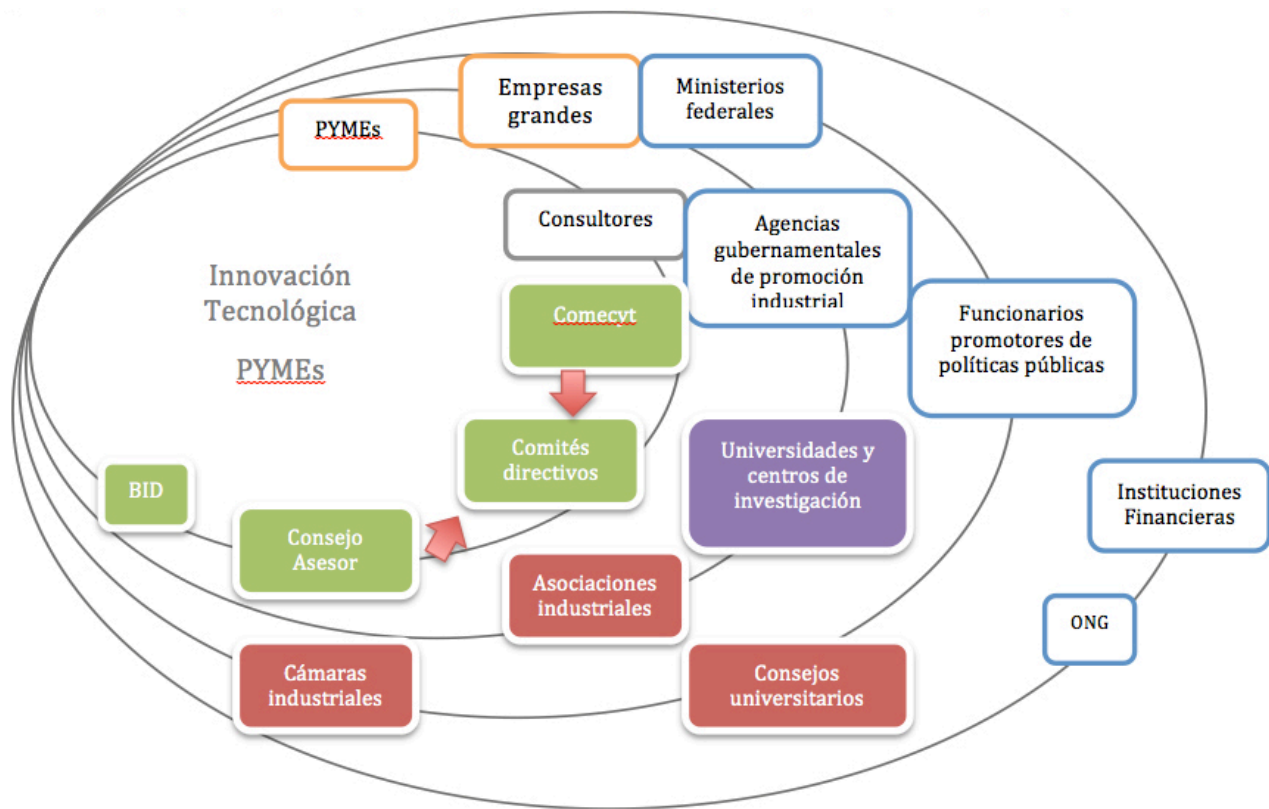 Empresas
grandes
Ministerios
federales
PYMEs
Consultores
Agencias
gubernamentales
de promoción
industrial
Innovación
Tecnológica
PYMEs
Comecyt
Funcionarios
promotores de
políticas públicas
Comités
directivos
Universidades y
centros de
investigación
BID
Instituciones
Financieras
Consejo
Asesor
Asociaciones
industriales
ONG
Cámaras
industriales
Consejos
universitarios